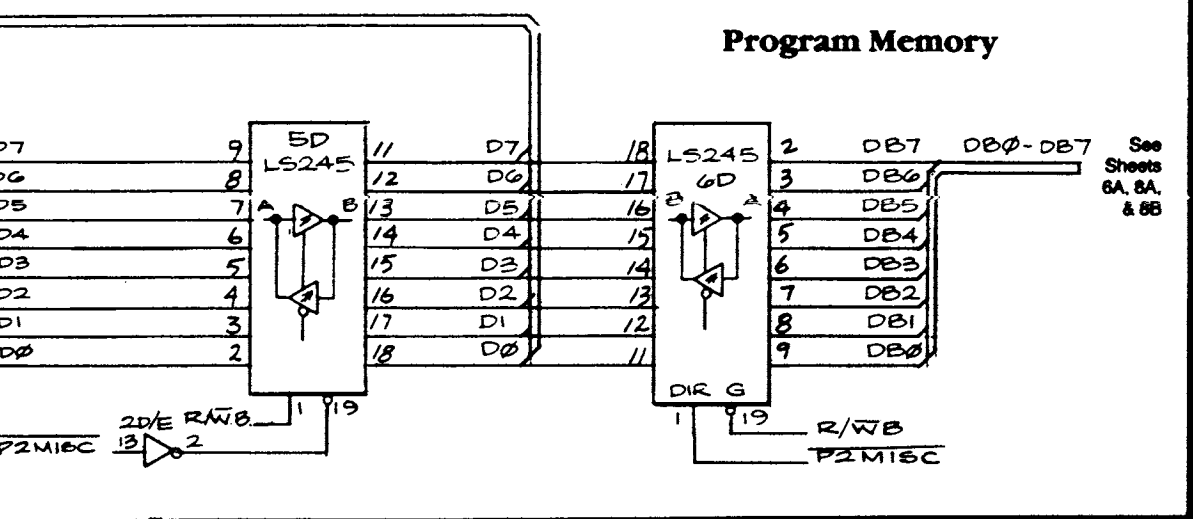 Program Memory
D7 9 5D 11 D7 18 LS245 2 DB7 DBØ-DB7 See
LS245 Sheets
D6 8 12 D6 17 6D 3 DB6 6A, 8A,
D5 7 A B 13 D5 16 B A 4 DB5 & 8B
D4 6 14 D4 15 5 DB4
D3 5 15 D3 14 6 DB3
D2 4 16 D2 13 7 DB2
D1 3 17 D1 12 8 DB1
DØ 2 18 DØ 11 9 DBØ
DIR G
2D/E R/W̅B 1 19 1 19 R/W̅B
P2MISC 13 2 P2MISC